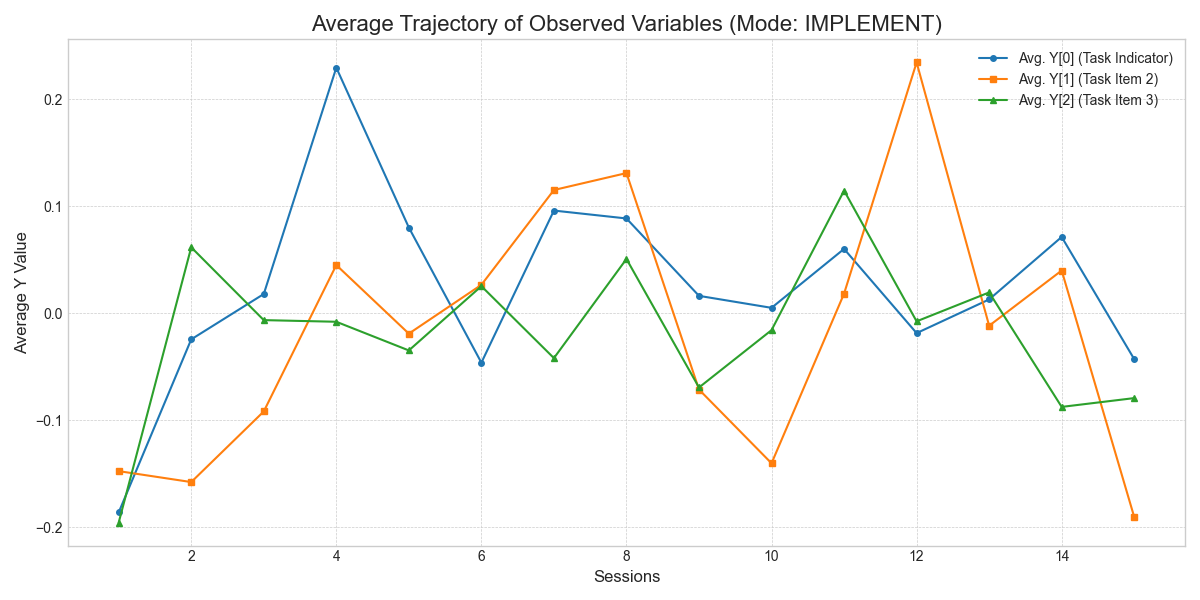 Average Trajectory of Observed Variables (Mode: IMPLEMENT)
Avg. Y[0] (Task Indicator)
Avg. Y[1] (Task Item 2)
Avg. Y[2] (Task Item 3)
Average Y Value
0.2
0.1
0.0
−0.1
−0.2
2 4 6 8 10 12 14
Sessions